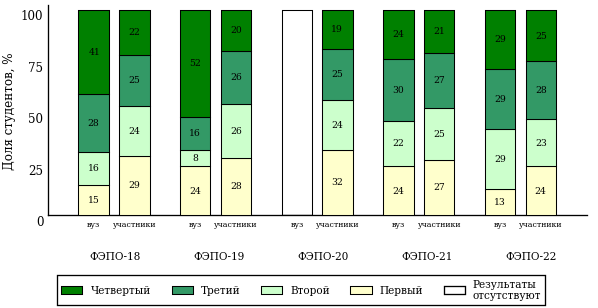 100
75
50
25
0
Доля студентов, %
41 28 16 15
22 25 24 29
52 16 8 24
20 26 26 28
19 25 24 32
24 30 22 24
21 27 25 27
29 29 29 13
25 28 23 24
вуз участники вуз участники вуз участники вуз участники вуз участники
ФЭПО-18 ФЭПО-19 ФЭПО-20 ФЭПО-21 ФЭПО-22
Четвертый Третий Второй Первый Результаты
отсутствуют